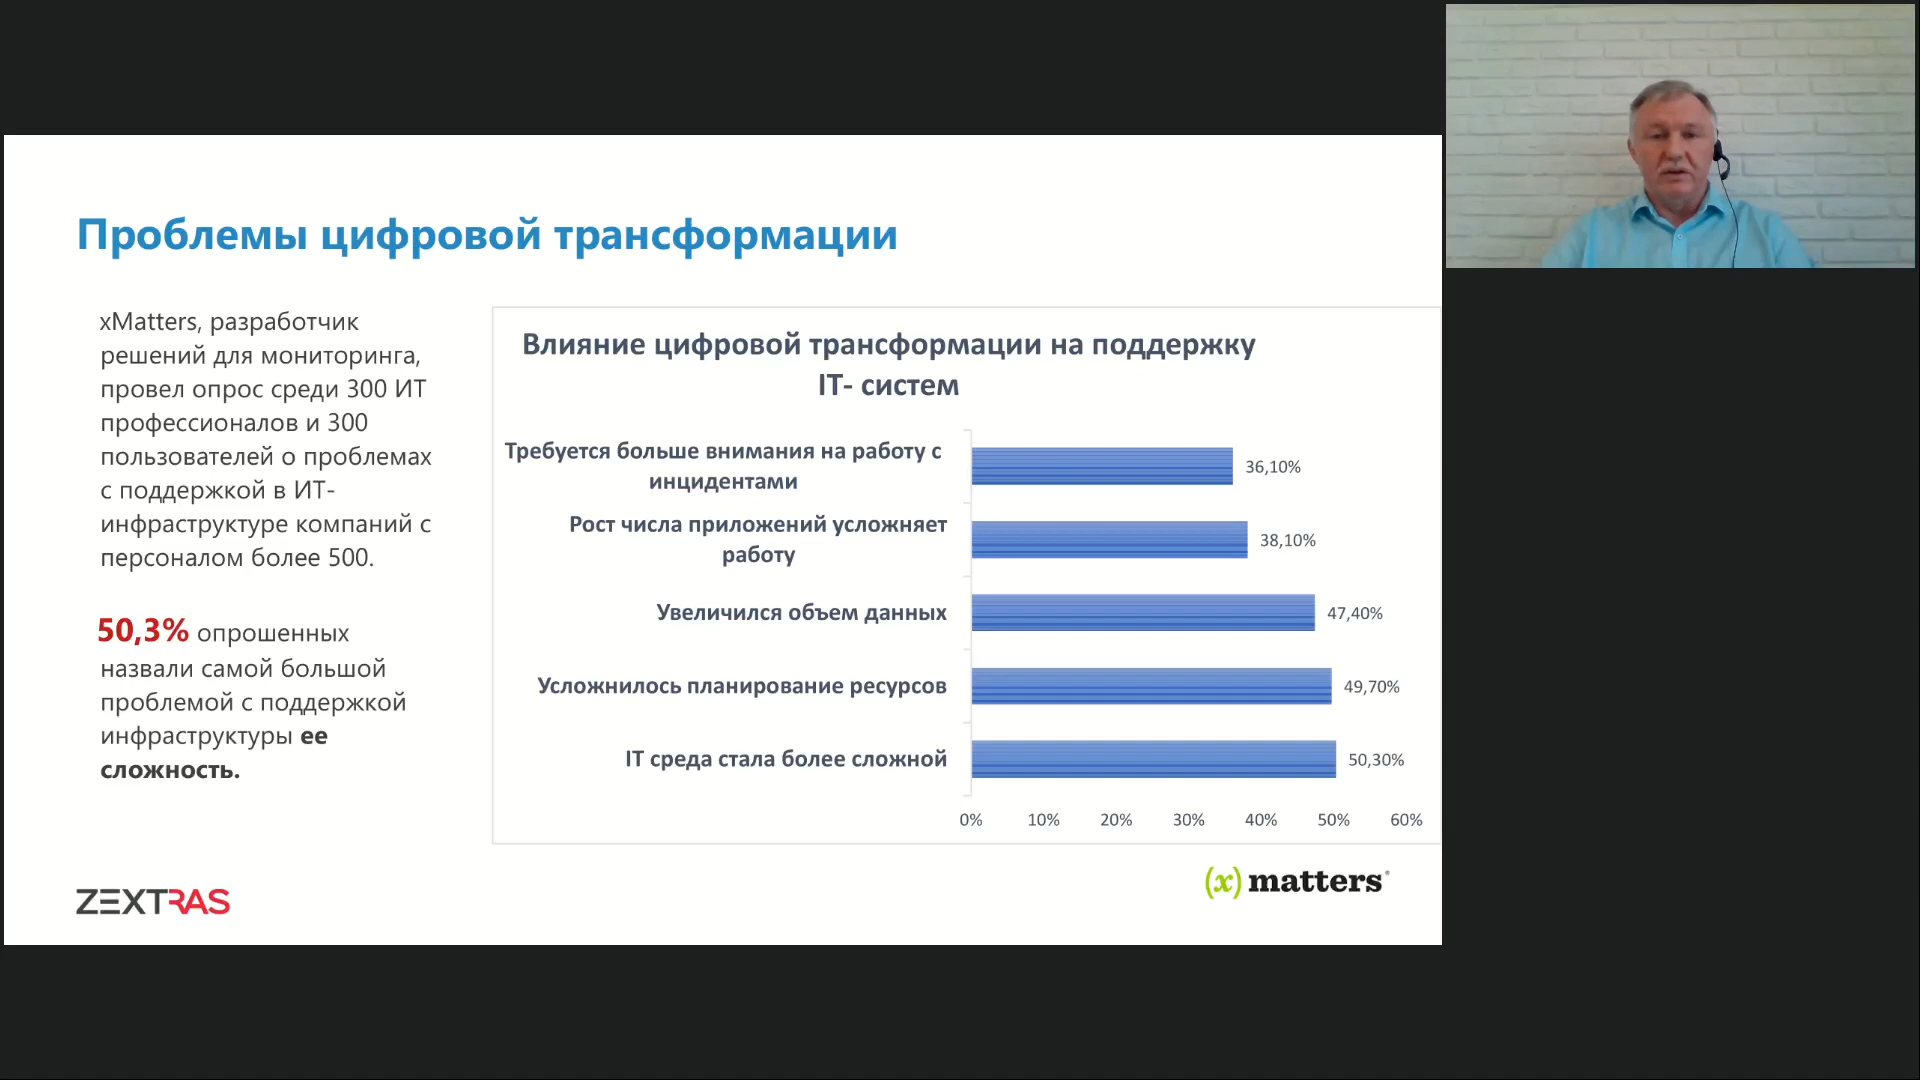 Проблемы цифровой трансформации
xMatters, разработчик
решений для мониторинга,
провел опрос среди 300 ИТ
профессионалов и 300
пользователей о проблемах
с поддержкой в ИТ-
инфраструктуре компаний с
персоналом более 500.
50,3% опрошенных
назвали самой большой
проблемой с поддержкой
инфраструктуры ее
сложность.
Влияние цифровой трансформации на поддержку
IT- систем
Требуется больше внимания на работу с
инцидентами
36,10%
Рост числа приложений усложняет
работу
38,10%
Увеличился объем данных
47,40%
Усложнилось планирование ресурсов
49,70%
IT среда стала более сложной
50,30%
0% 10% 20% 30% 40% 50% 60%
ZEXTRAS
(x) matters®